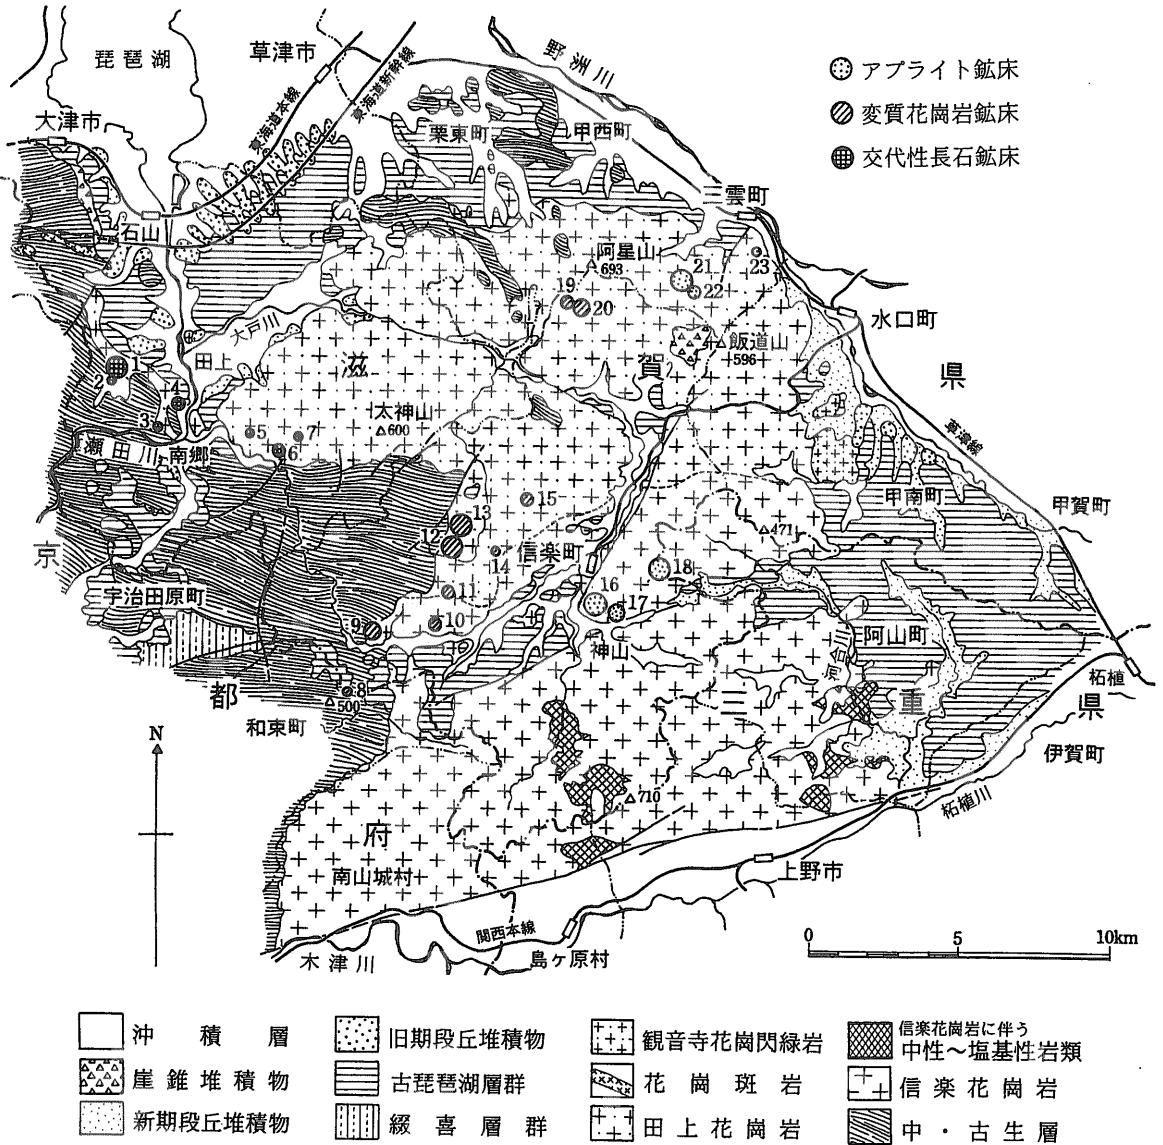 琵琶湖
草津市
野洲川
アプライト鉱床
変質花崗岩鉱床
交代性長石鉱床
東海道本線
東海道新幹線
大津市
栗東町
甲西町
三雲町
石山
阿星山
693
21
22
23
19
20
水口町
大戸川
田上
滋
賀
県
飯道山
596
1
2
3
4
太神山
600
5
6
7
瀬田川
南郷
草津線
甲南町
甲賀町
15
13
12
471
京
信楽町
14
18
宇治田原町
11
16
17
10
9
神山
阿山町
柘植
8
500
都
和束町
三
重
県
伊賀町
N
710
柘植川
府
南山城村
上野市
関西本線
木津川
島ヶ原村
0 5 10km
沖積層
旧期段丘堆積物
観音寺花崗閃緑岩
信楽花崗岩に伴う
中性～塩基性岩類
崖錐堆積物
古琵琶湖層群
花崗斑岩
信楽花崗岩
新期段丘堆積物
綴喜層群
田上花崗岩
中・古生層